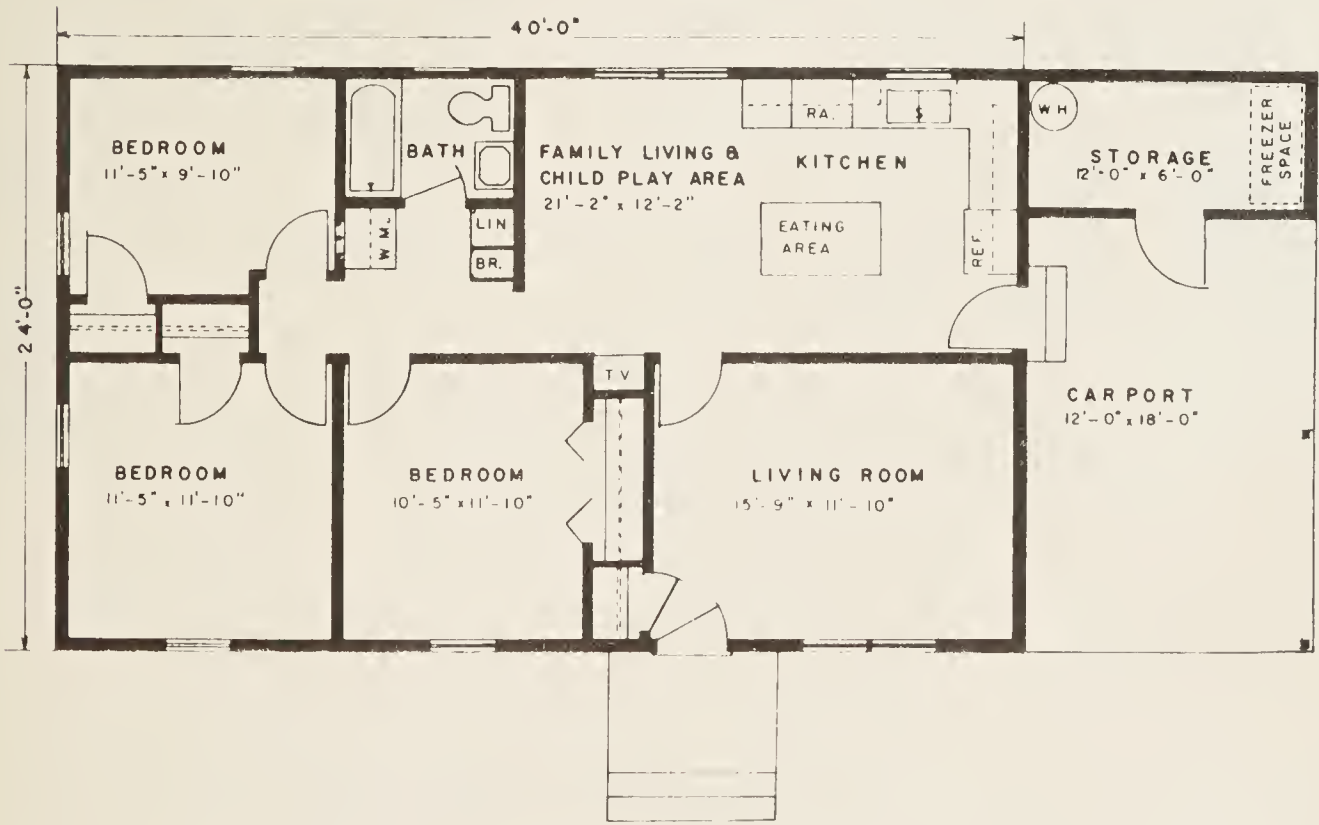 40'-0"
24'-0"
BEDROOM
11'-5" x 9'-10"
BATH
W.M.
LIN
BR.
FAMILY LIVING &
CHILD PLAY AREA
21'-2" x 12'-2"
RA.
S
KITCHEN
EATING
AREA
REF.
WH
STORAGE
12'-0" x 6'-0"
FREEZER
SPACE
BEDROOM
11'-5" x 11'-10"
BEDROOM
10'-5" x 11'-10"
TV
LIVING ROOM
15'-9" x 11'-10"
CAR PORT
12'-0" x 18'-0"